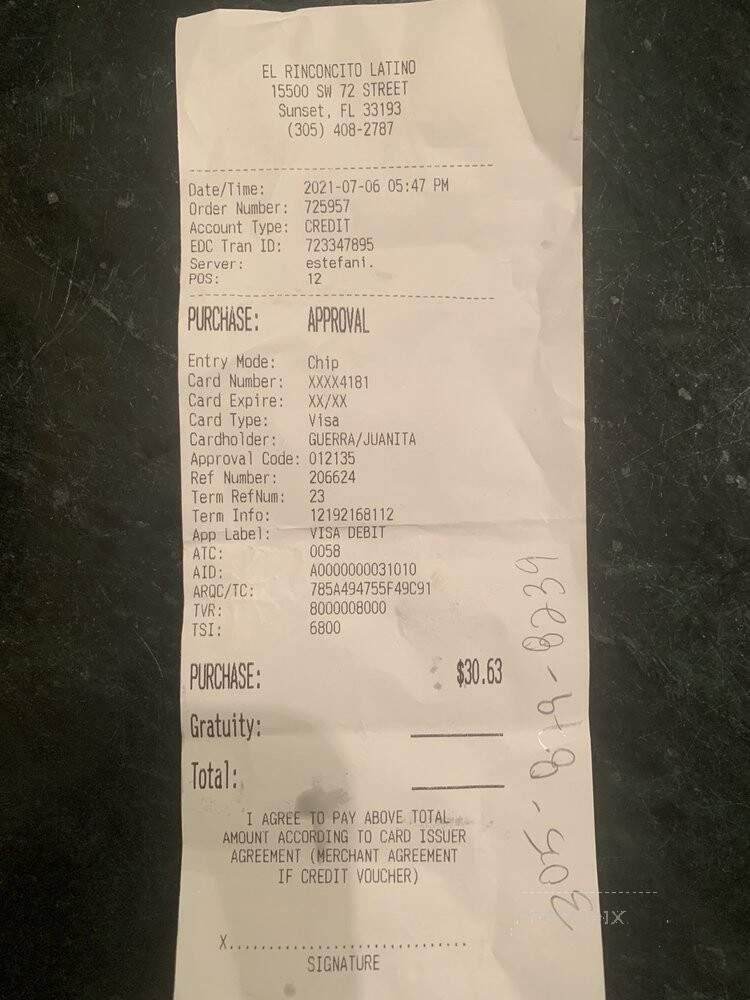 EL RINCONCITO LATINO
15500 SW 72 STREET
Sunset, FL 33193
(305) 408-2787
Date/Time: 2021-07-06 05:47 PM
Order Number: 725957
Account Type: CREDIT
EDC Tran ID: 723347895
Server: estefani.
POS: 12
PURCHASE: APPROVAL
Entry Mode: Chip
Card Number: XXXX4181
Card Expire: XX/XX
Card Type: Visa
Cardholder: GUERRA/JUANITA
Approval Code: 012135
Ref Number: 206624
Term RefNum: 23
Term Info: 12192168112
App Label: VISA DEBIT
ATC: 0058
AID: A0000000031010
ARQC/TC: 785A494755F49C91
TVR: 8000008000
TSI: 6800
PURCHASE: $30.63
Gratuity:
Total:
I AGREE TO PAY ABOVE TOTAL
AMOUNT ACCORDING TO CARD ISSUER
AGREEMENT (MERCHANT AGREEMENT
IF CREDIT VOUCHER)
X..............................
SIGNATURE